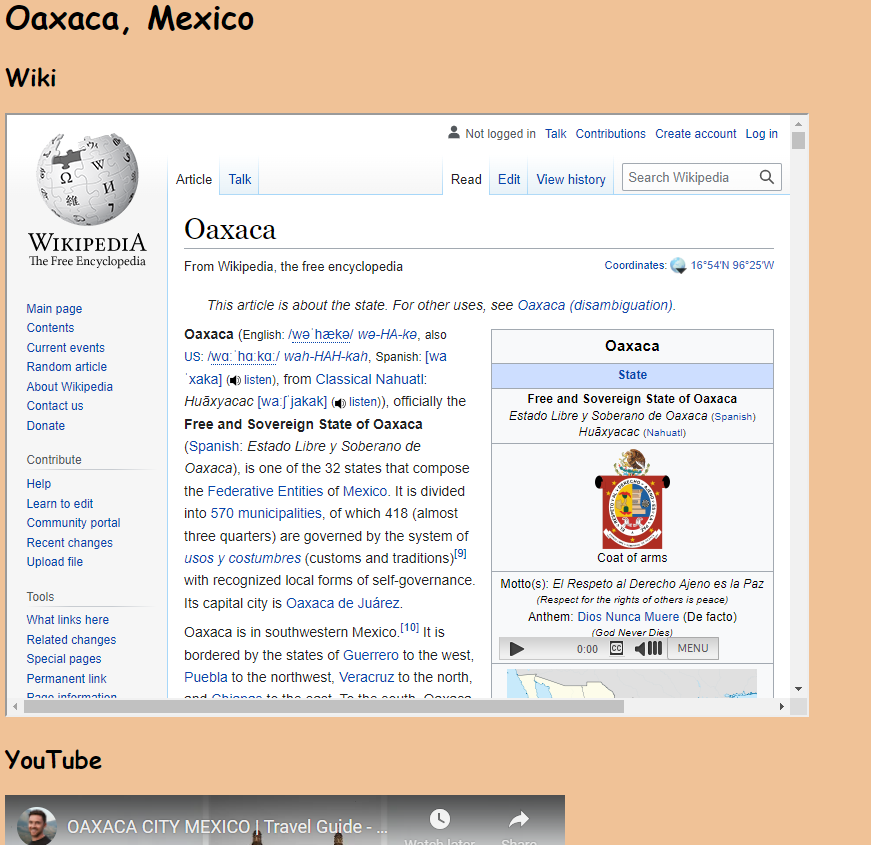 Oaxaca, Mexico
Wiki
Not logged in Talk Contributions Create account Log in
Article Talk Read Edit View history Search Wikipedia
WIKIPEDIA
The Free Encyclopedia
Main page
Contents
Current events
Random article
About Wikipedia
Contact us
Donate
Contribute
Help
Learn to edit
Community portal
Recent changes
Upload file
Tools
What links here
Related changes
Special pages
Permanent link
Page information
Oaxaca
From Wikipedia, the free encyclopedia
Coordinates: 16°54′N 96°25′W
This article is about the state. For other uses, see Oaxaca (disambiguation).
Oaxaca (English: /wəˈhækə/ wə-HA-kə, also
US: /wɑːˈhɑːkɑː/ wah-HAH-kah, Spanish: [wa
ˈxaka] (listen), from Classical Nahuatl:
Huāxyacac [waːʃˈjakak] (listen)), officially the
Free and Sovereign State of Oaxaca
(Spanish: Estado Libre y Soberano de
Oaxaca), is one of the 32 states that compose
the Federative Entities of Mexico. It is divided
into 570 municipalities, of which 418 (almost
three quarters) are governed by the system of
usos y costumbres (customs and traditions)[9]
with recognized local forms of self-governance.
Its capital city is Oaxaca de Juárez.
Oaxaca is in southwestern Mexico.[10] It is
bordered by the states of Guerrero to the west,
Puebla to the northwest, Veracruz to the north,
and Chiapas to the east. To the south, Oaxaca
Oaxaca
State
Free and Sovereign State of Oaxaca
Estado Libre y Soberano de Oaxaca (Spanish)
Huāxyacac (Nahuatl)
Coat of arms
Motto(s): El Respeto al Derecho Ajeno es la Paz
(Respect for the rights of others is peace)
Anthem: Dios Nunca Muere (De facto)
(God Never Dies)
0:00 CC MENU
YouTube
OAXACA CITY MEXICO | Travel Guide - ...
Watch later Share